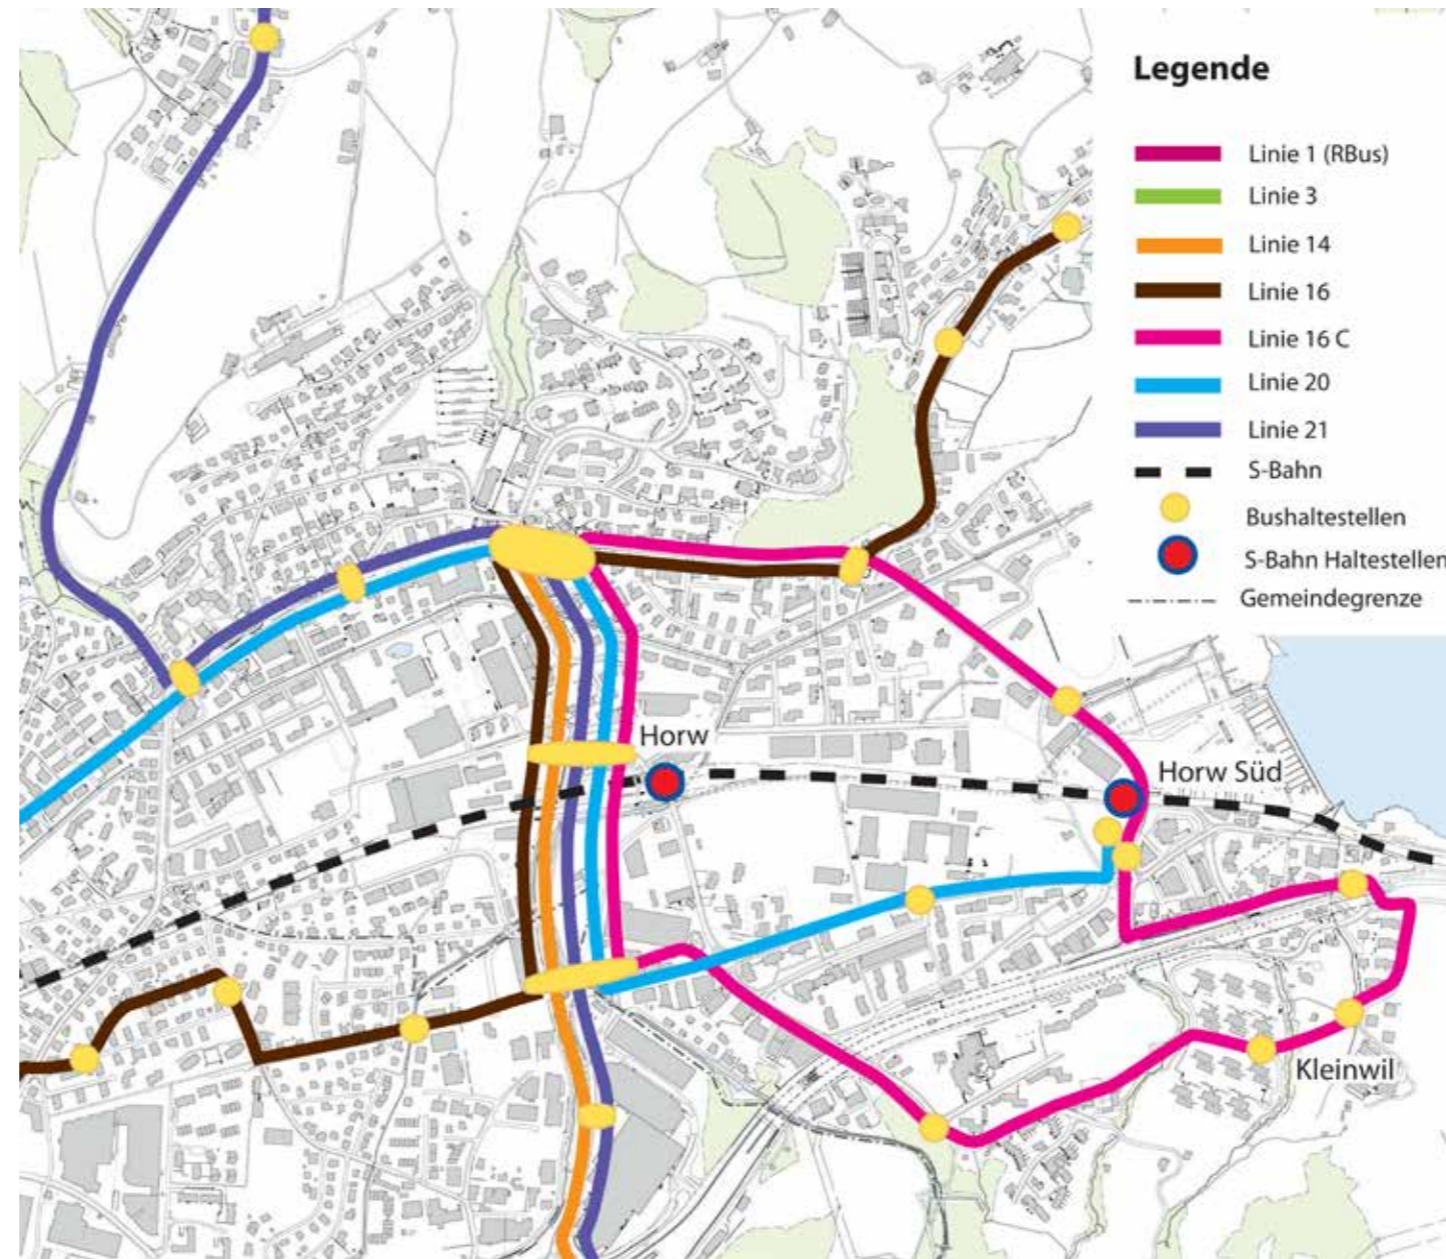 Legende
Linie 1 (RBus)
Linie 3
Linie 14
Linie 16
Linie 16 C
Linie 20
Linie 21
S-Bahn
Bushaltestellen
S-Bahn Haltestellen
Gemeindegrenze
Horw
Horw Süd
Kleinwil